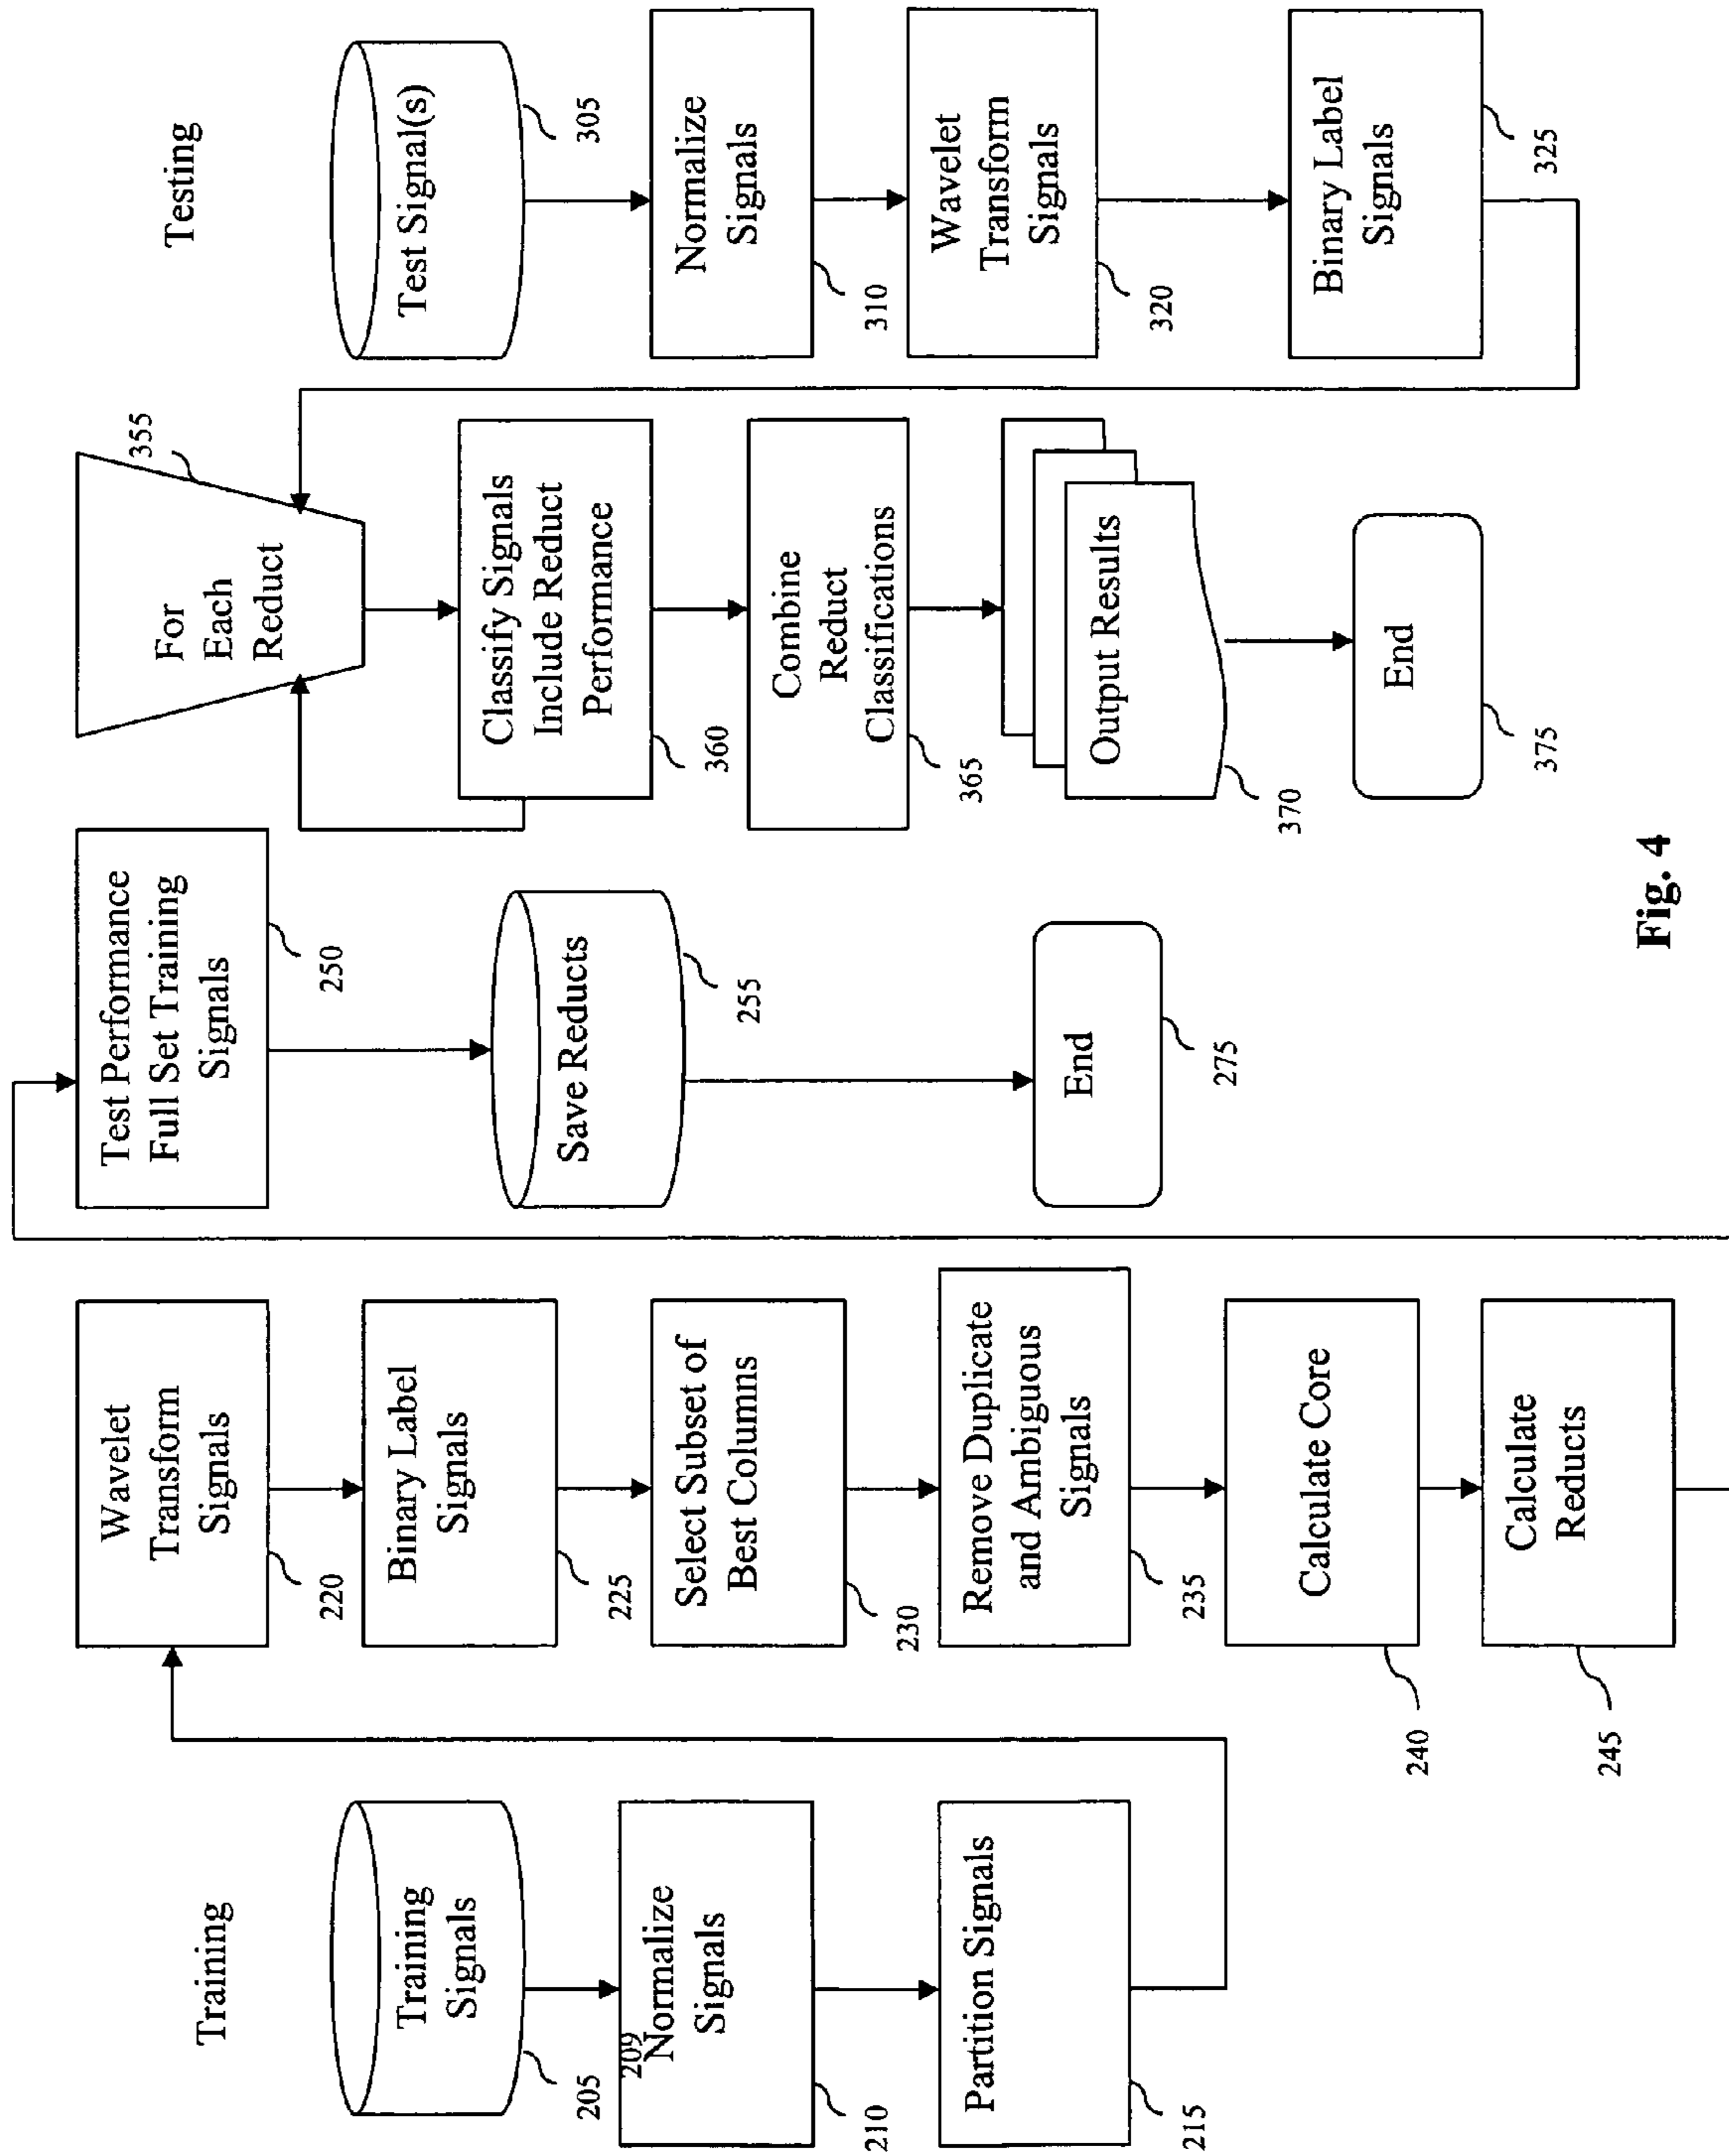 Training
Training
Signals
205
209
Normalize
Signals
210
Partition Signals
215
Wavelet
Transform
Signals
220
Binary Label
Signals
225
Select Subset of
Best Columns
230
Remove Duplicate
and Ambiguous
Signals
235
Calculate Core
240
Calculate
Reducts
245
Test Performance
Full Set Training
Signals
250
Save Reducts
255
End
275
For
Each
Reduct
355
Classify Signals
Include Reduct
Performance
360
Combine
Reduct
Classifications
365
Output Results
370
End
375
Testing
Test Signal(s)
305
Normalize
Signals
310
Wavelet
Transform
Signals
320
Binary Label
Signals
325
Fig. 4